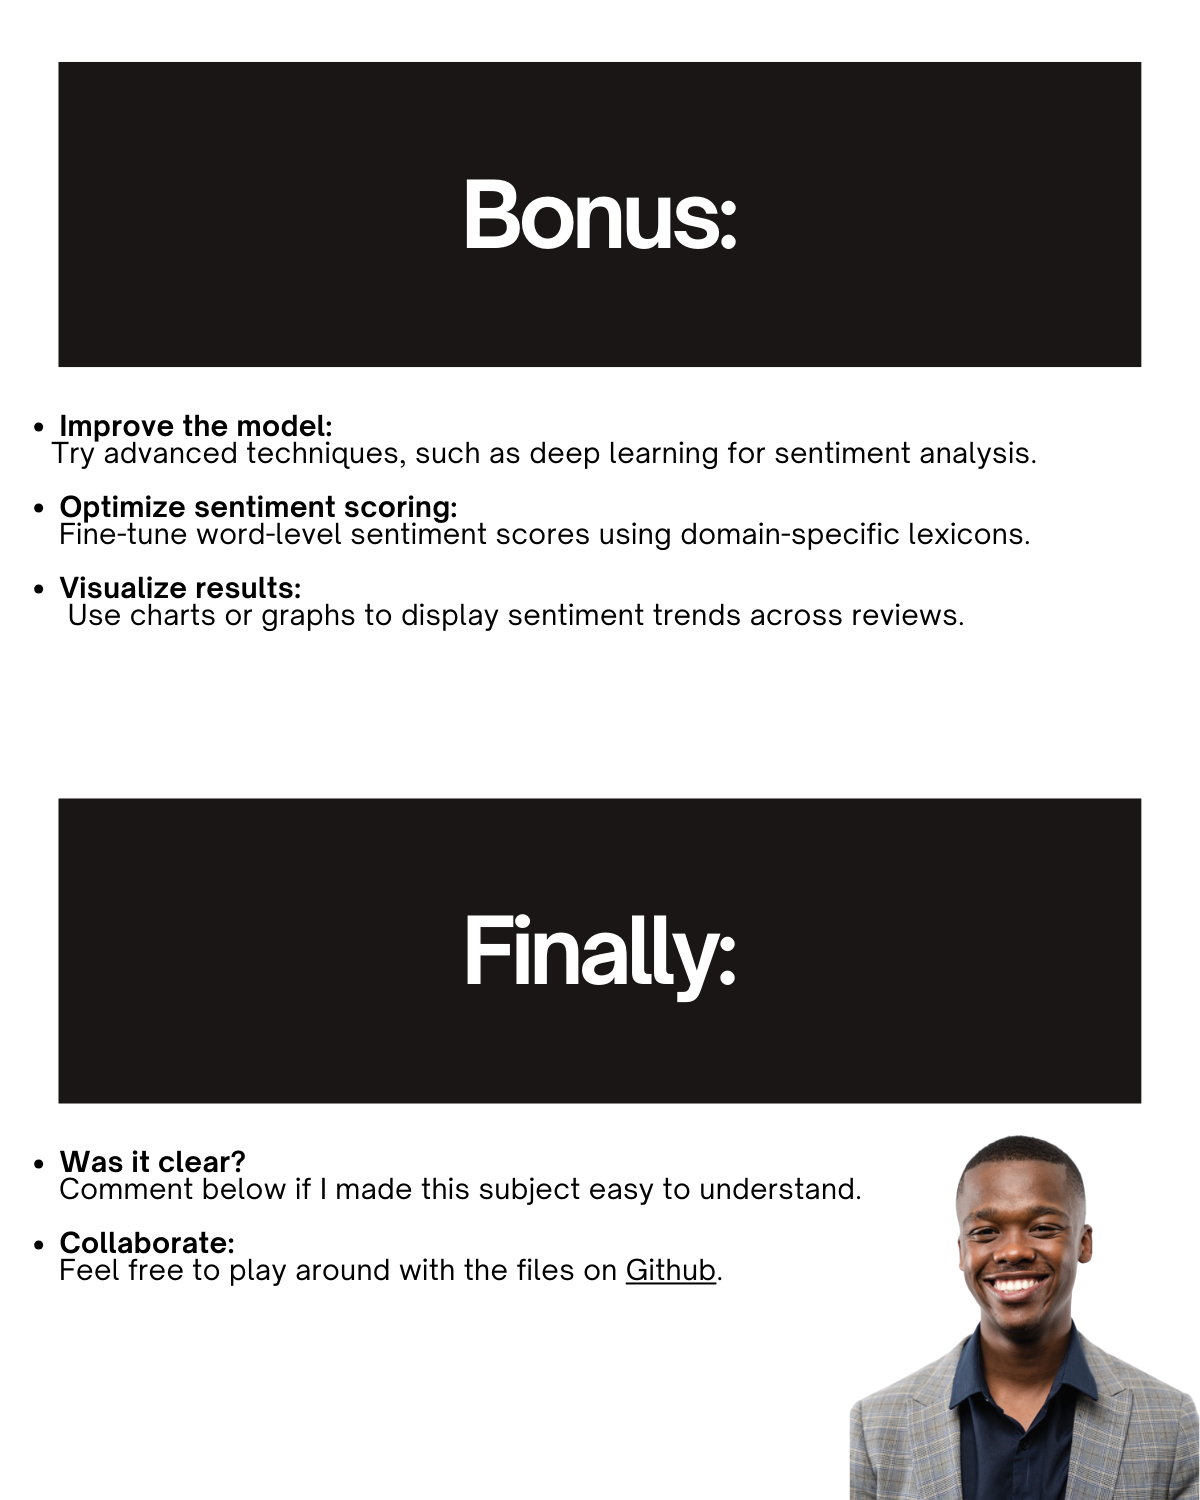 Bonus:
• Improve the model:
Try advanced techniques, such as deep learning for sentiment analysis.
• Optimize sentiment scoring:
Fine-tune word-level sentiment scores using domain-specific lexicons.
• Visualize results:
Use charts or graphs to display sentiment trends across reviews.
Finally:
• Was it clear?
Comment below if I made this subject easy to understand.
• Collaborate:
Feel free to play around with the files on Github.